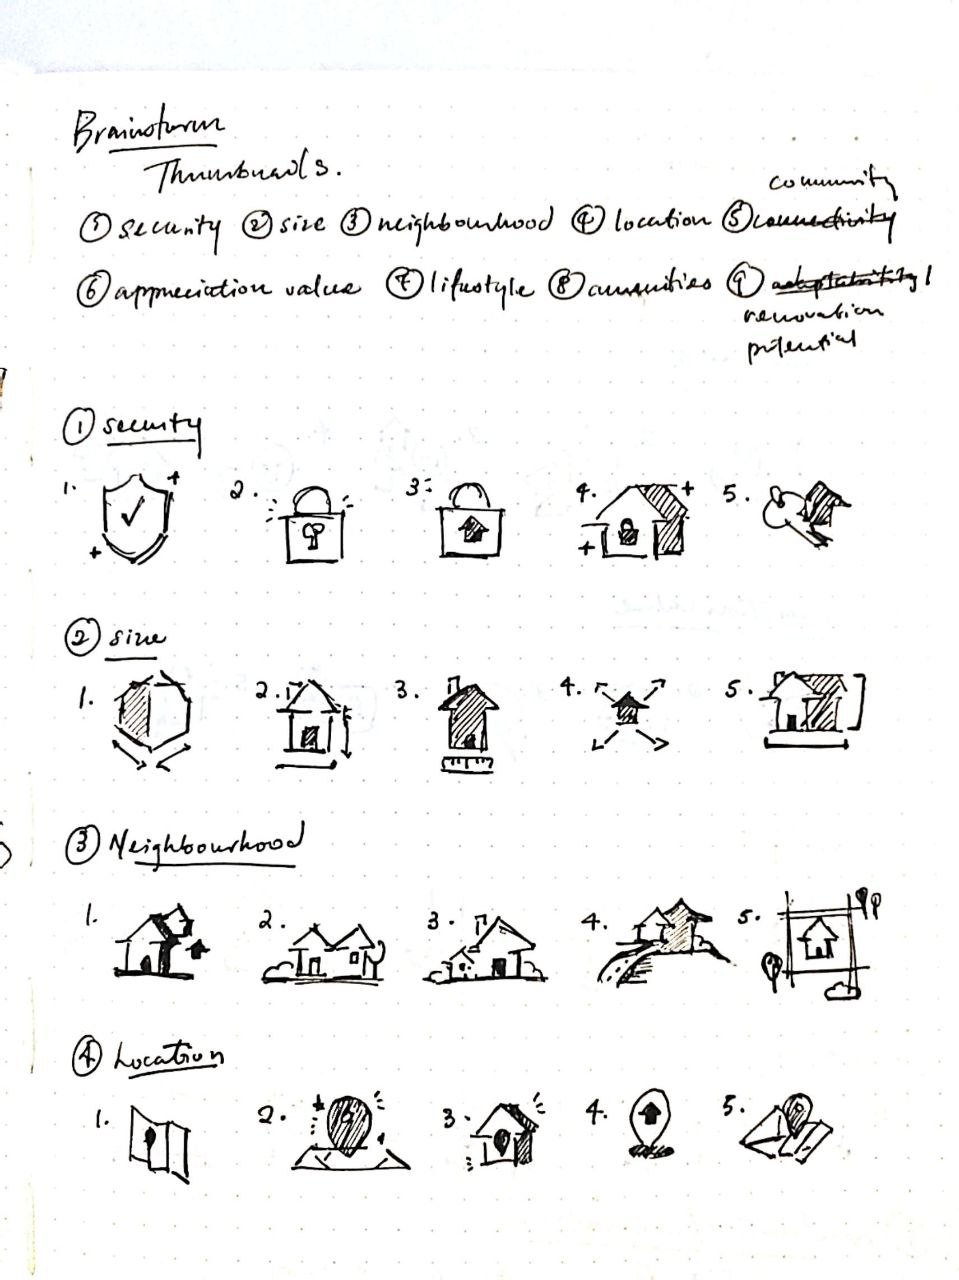 Brainstorm
Thumbnails.
community
① security ② size ③ neighbourhood ④ location ⑤ connectivity
⑥ appreciation value ⑦ lifestyle ⑧ amenities ⑨ adaptability /
renovation
potential
① security
1. 2. 3. 4. 5.
② size
1. 2. 3. 4. 5.
③ Neighbourhood
1. 2. 3. 4. 5.
④ Location
1. 2. 3. 4. 5.